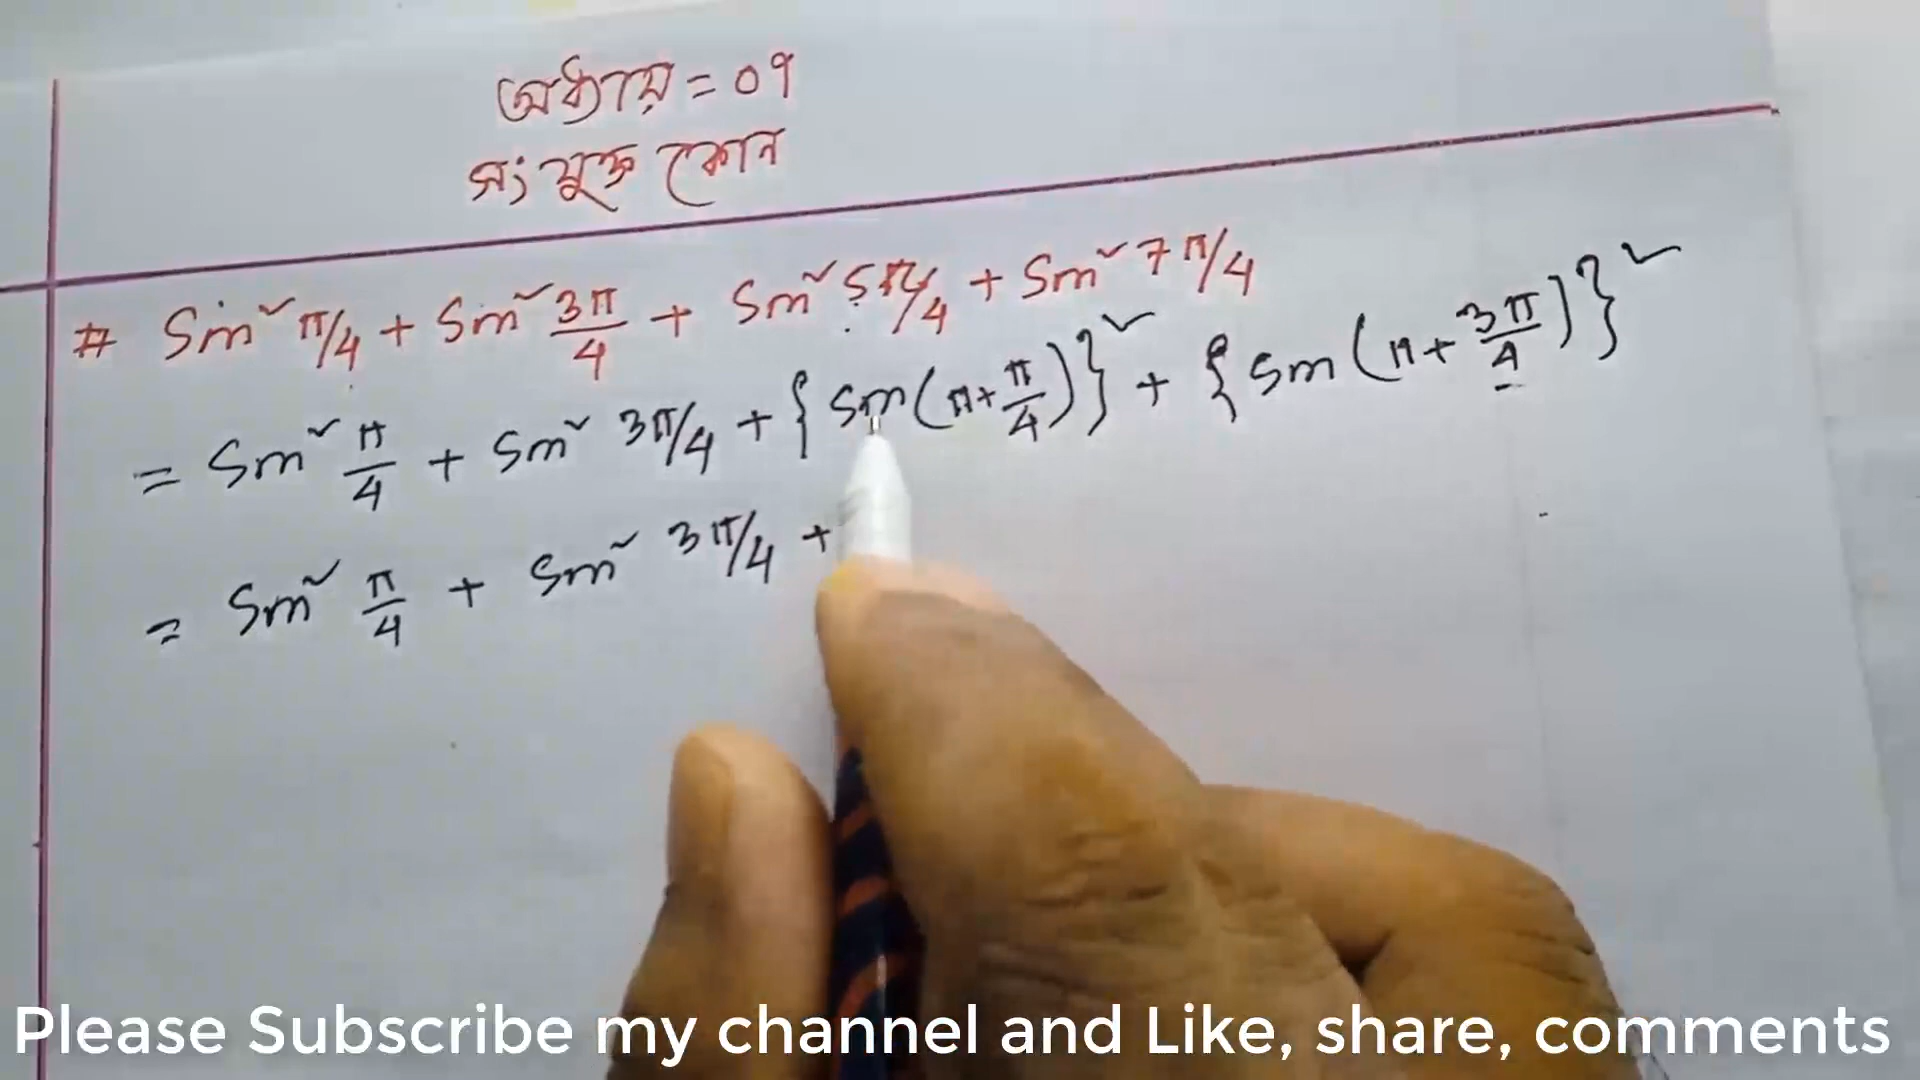 অধ্যায় = ০৭
সংযুক্ত কোন
# Sin² π/4 + Sin² 3π/4 + Sin² 5π/4 + Sin² 7π/4
= Sin² π/4 + Sin² 3π/4 + {Sin(π+π/4)}² + {Sin(π+3π/4)}²
= Sin² π/4 + Sin² 3π/4 +
Please Subscribe my channel and Like, share, comments